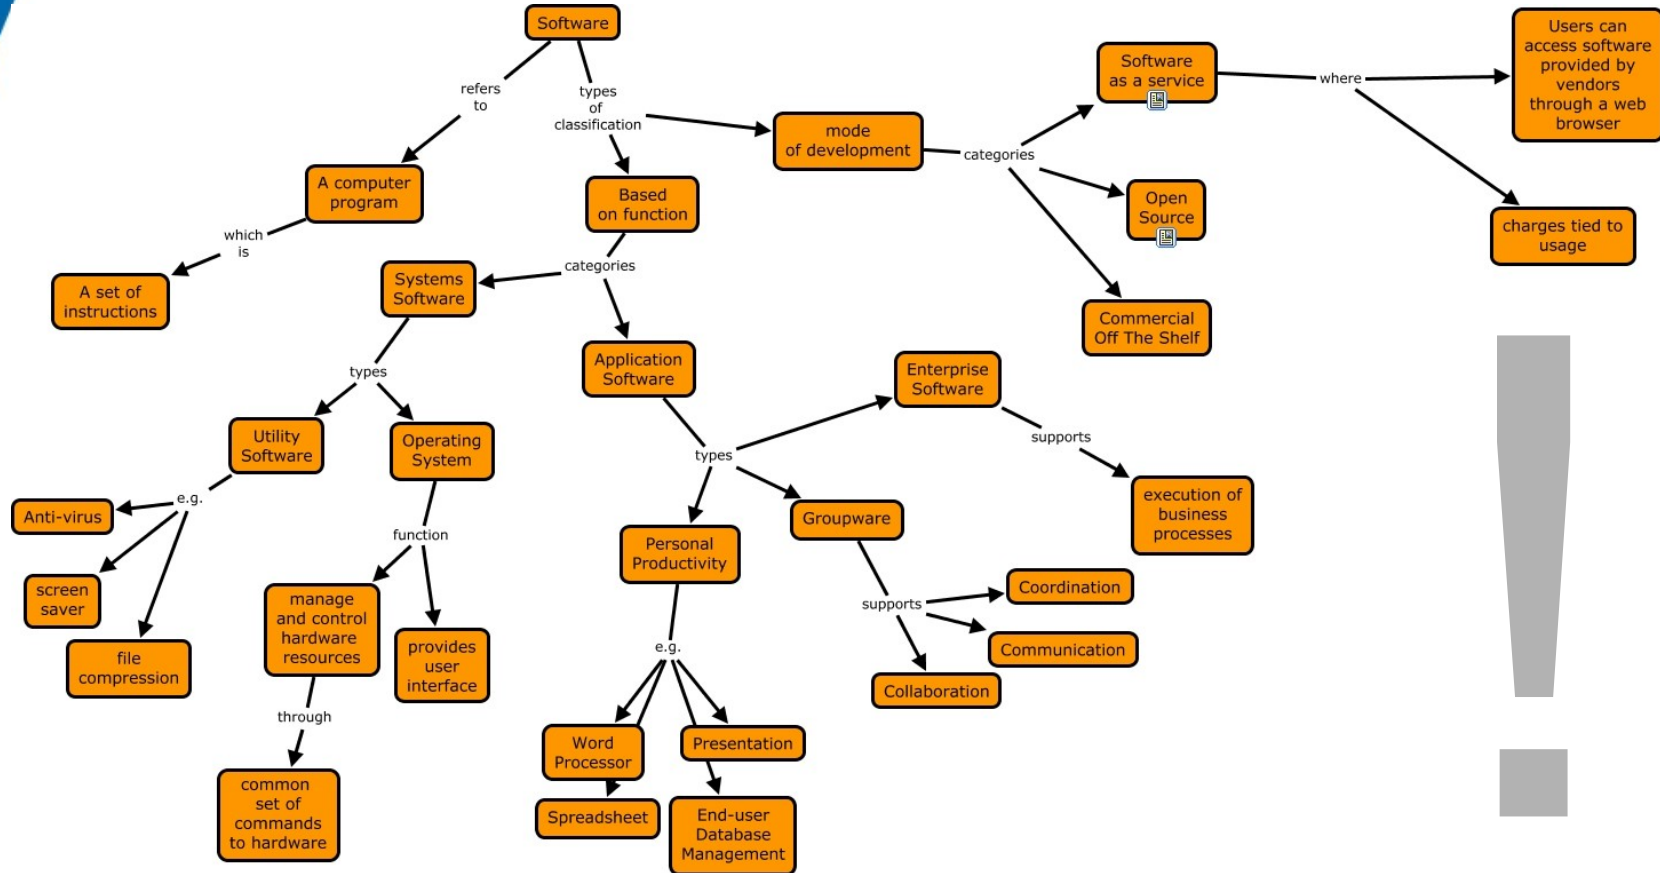 Software
refers
to
types
of
classification
A computer
program
which
is
A set of
instructions
Based
on function
mode
of development
categories
Software
as a service
where
Users can
access software
provided by
vendors
through a web
browser
charges tied to
usage
Open
Source
Commercial
Off The Shelf
categories
Systems
Software
Application
Software
types
Utility
Software
Operating
System
e.g.
Anti-virus
screen
saver
file
compression
function
manage
and control
hardware
resources
provides
user
interface
through
common
set of
commands
to hardware
types
Enterprise
Software
supports
execution of
business
processes
Groupware
supports
Coordination
Communication
Collaboration
Personal
Productivity
e.g.
Word
Processor
Presentation
Spreadsheet
End-user
Database
Management
!